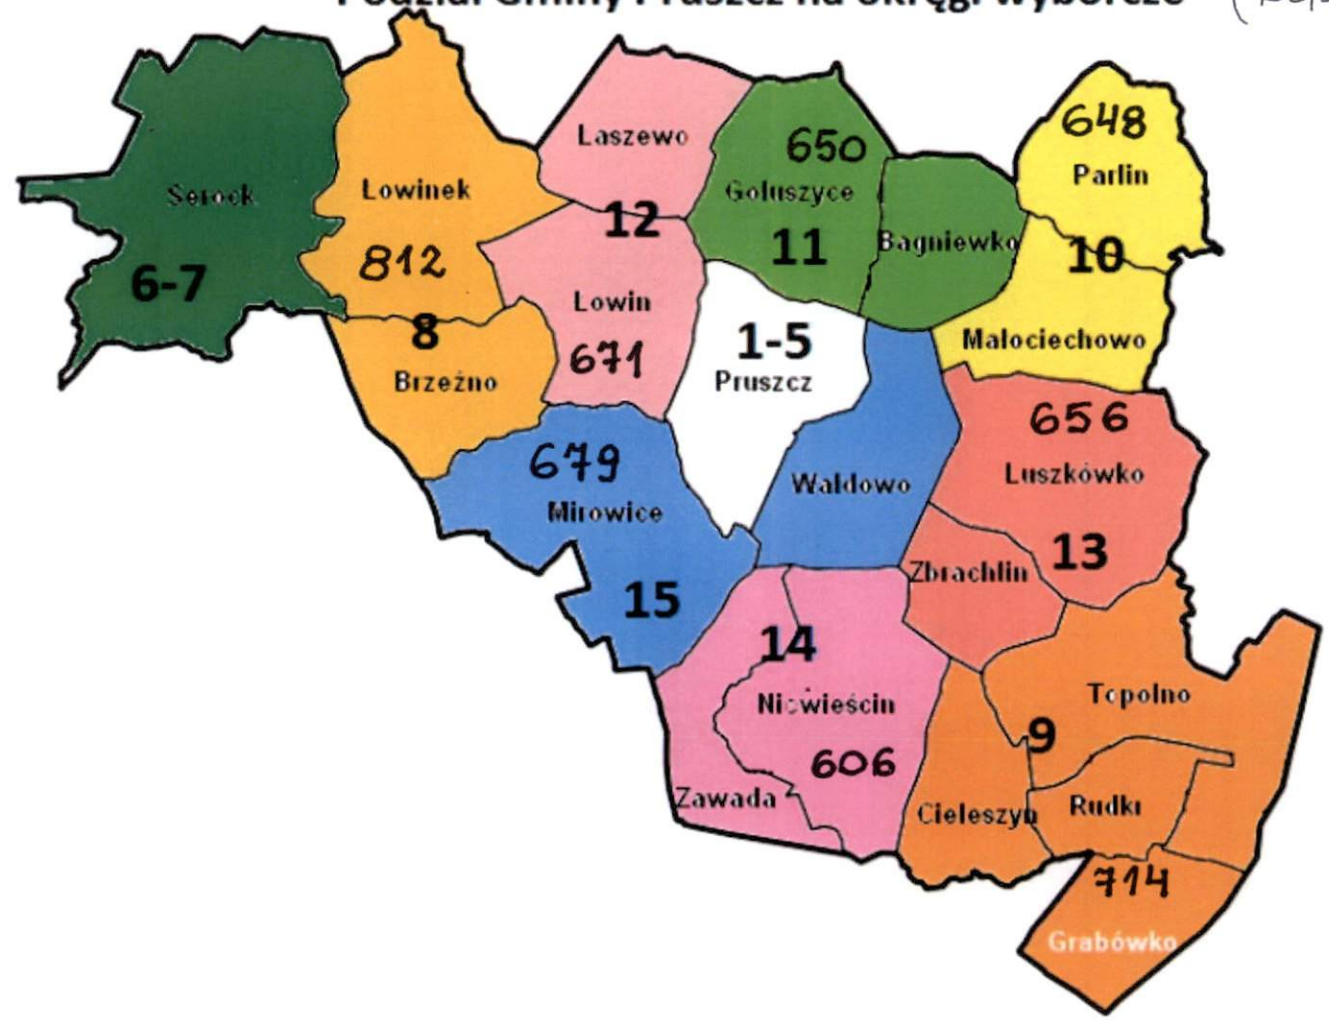 Podział Gminy Pruszcz na okręgi wyborcze
Serock
6-7
Łowinek
812
8
Brzeźno
Laszewo
12
Łowin
671
650
Gołuszyce
11
Bagniewko
648
Parlin
10
Małociechowo
1-5
Pruszcz
679
Mirowice
15
Wałdowo
656
Luszkówko
13
Zbrachlin
14
Niewieścin
606
Zawada
Topolno
9
Cieleszyn
Rudki
714
Grabówko